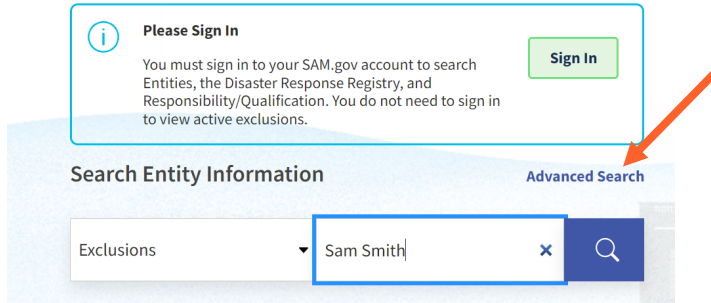 Please Sign In
You must sign in to your SAM.gov account to search
Entities, the Disaster Response Registry, and
Responsibility/Qualification. You do not need to sign in
to view active exclusions.
Sign In
Search Entity Information
Advanced Search
Exclusions
Sam Smith